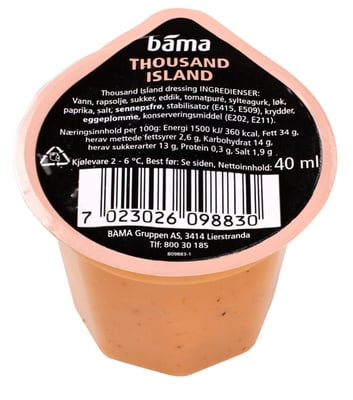 bama
THOUSAND
ISLAND
Thousand Island dressing INGREDIENSER:
Vann, rapsolje, sukker, eddik, tomatpuré, sylteagurk, løk,
paprika, salt, sennepsfrø, stabilisator (E415, E509), krydder,
eggeplomme, konserveringsmiddel (E202, E211).
Næringsinnhold per 100g: Energi 1500 kJ/ 360 kcal, Fett 34 g,
herav mettede fettsyrer 2,6 g, Karbohydrat 14 g,
herav sukkerarter 13 g, Protein 0,3 g, Salt 1,9 g
Kjølevare 2 - 6 °C, Best før: Se siden, Nettoinnhold: 40 ml
7 023026 098830
BAMA Gruppen AS, 3414 Lierstranda
Tlf: 800 30 185
809883-1